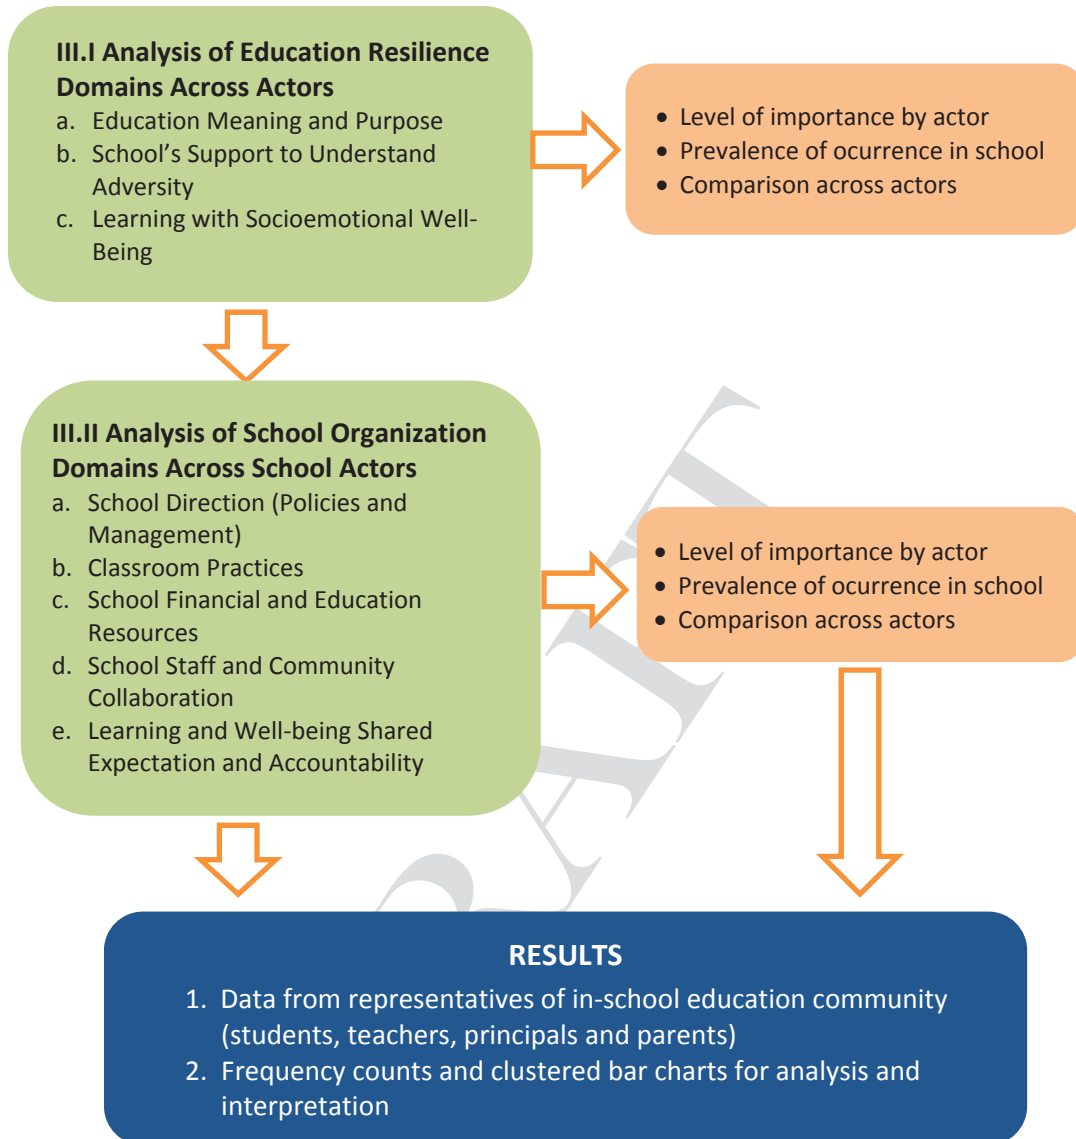 III.I Analysis of Education Resilience
Domains Across Actors
a. Education Meaning and Purpose
b. School’s Support to Understand
Adversity
c. Learning with Socioemotional Well-
Being
• Level of importance by actor
• Prevalence of ocurrence in school
• Comparison across actors
III.II Analysis of School Organization
Domains Across School Actors
a. School Direction (Policies and
Management)
b. Classroom Practices
c. School Financial and Education
Resources
d. School Staff and Community
Collaboration
e. Learning and Well-being Shared
Expectation and Accountability
• Level of importance by actor
• Prevalence of ocurrence in school
• Comparison across actors
RESULTS
1. Data from representatives of in-school education community
(students, teachers, principals and parents)
2. Frequency counts and clustered bar charts for analysis and
interpretation